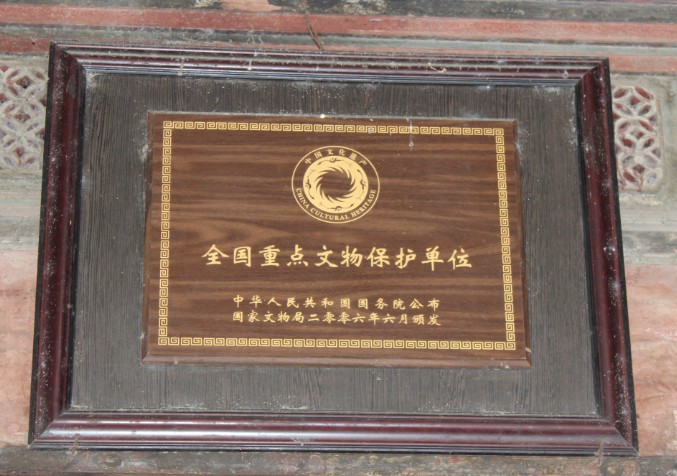 中国文化遗产
CHINA CULTURAL HERITAGE
全国重点文物保护单位
中华人民共和国国务院公布
国家文物局二零零六年六月颁发